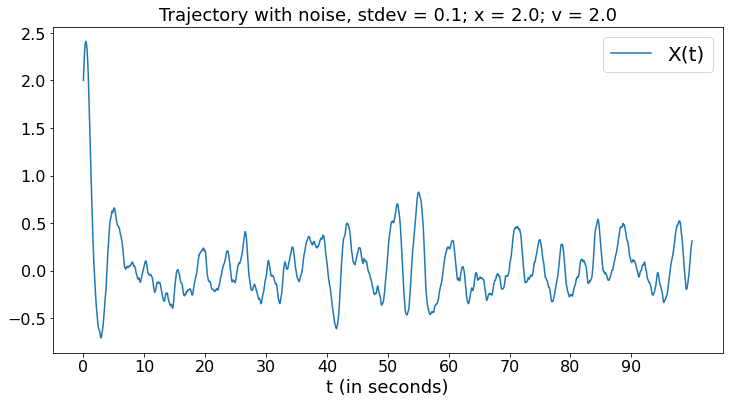 Trajectory with noise, stdev = 0.1; x = 2.0; v = 2.0
X(t)
2.5
2.0
1.5
1.0
0.5
0.0
−0.5
0 10 20 30 40 50 60 70 80 90
t (in seconds)